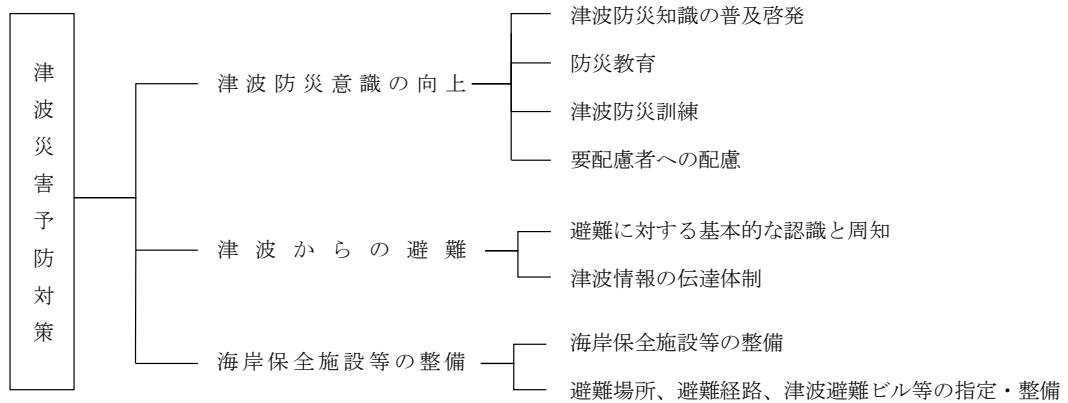 津波災害予防対策
津波防災意識の向上
津波防災知識の普及啓発
防災教育
津波防災訓練
要配慮者への配慮
津波からの避難
避難に対する基本的な認識と周知
津波情報の伝達体制
海岸保全施設等の整備
海岸保全施設等の整備
避難場所、避難経路、津波避難ビル等の指定・整備